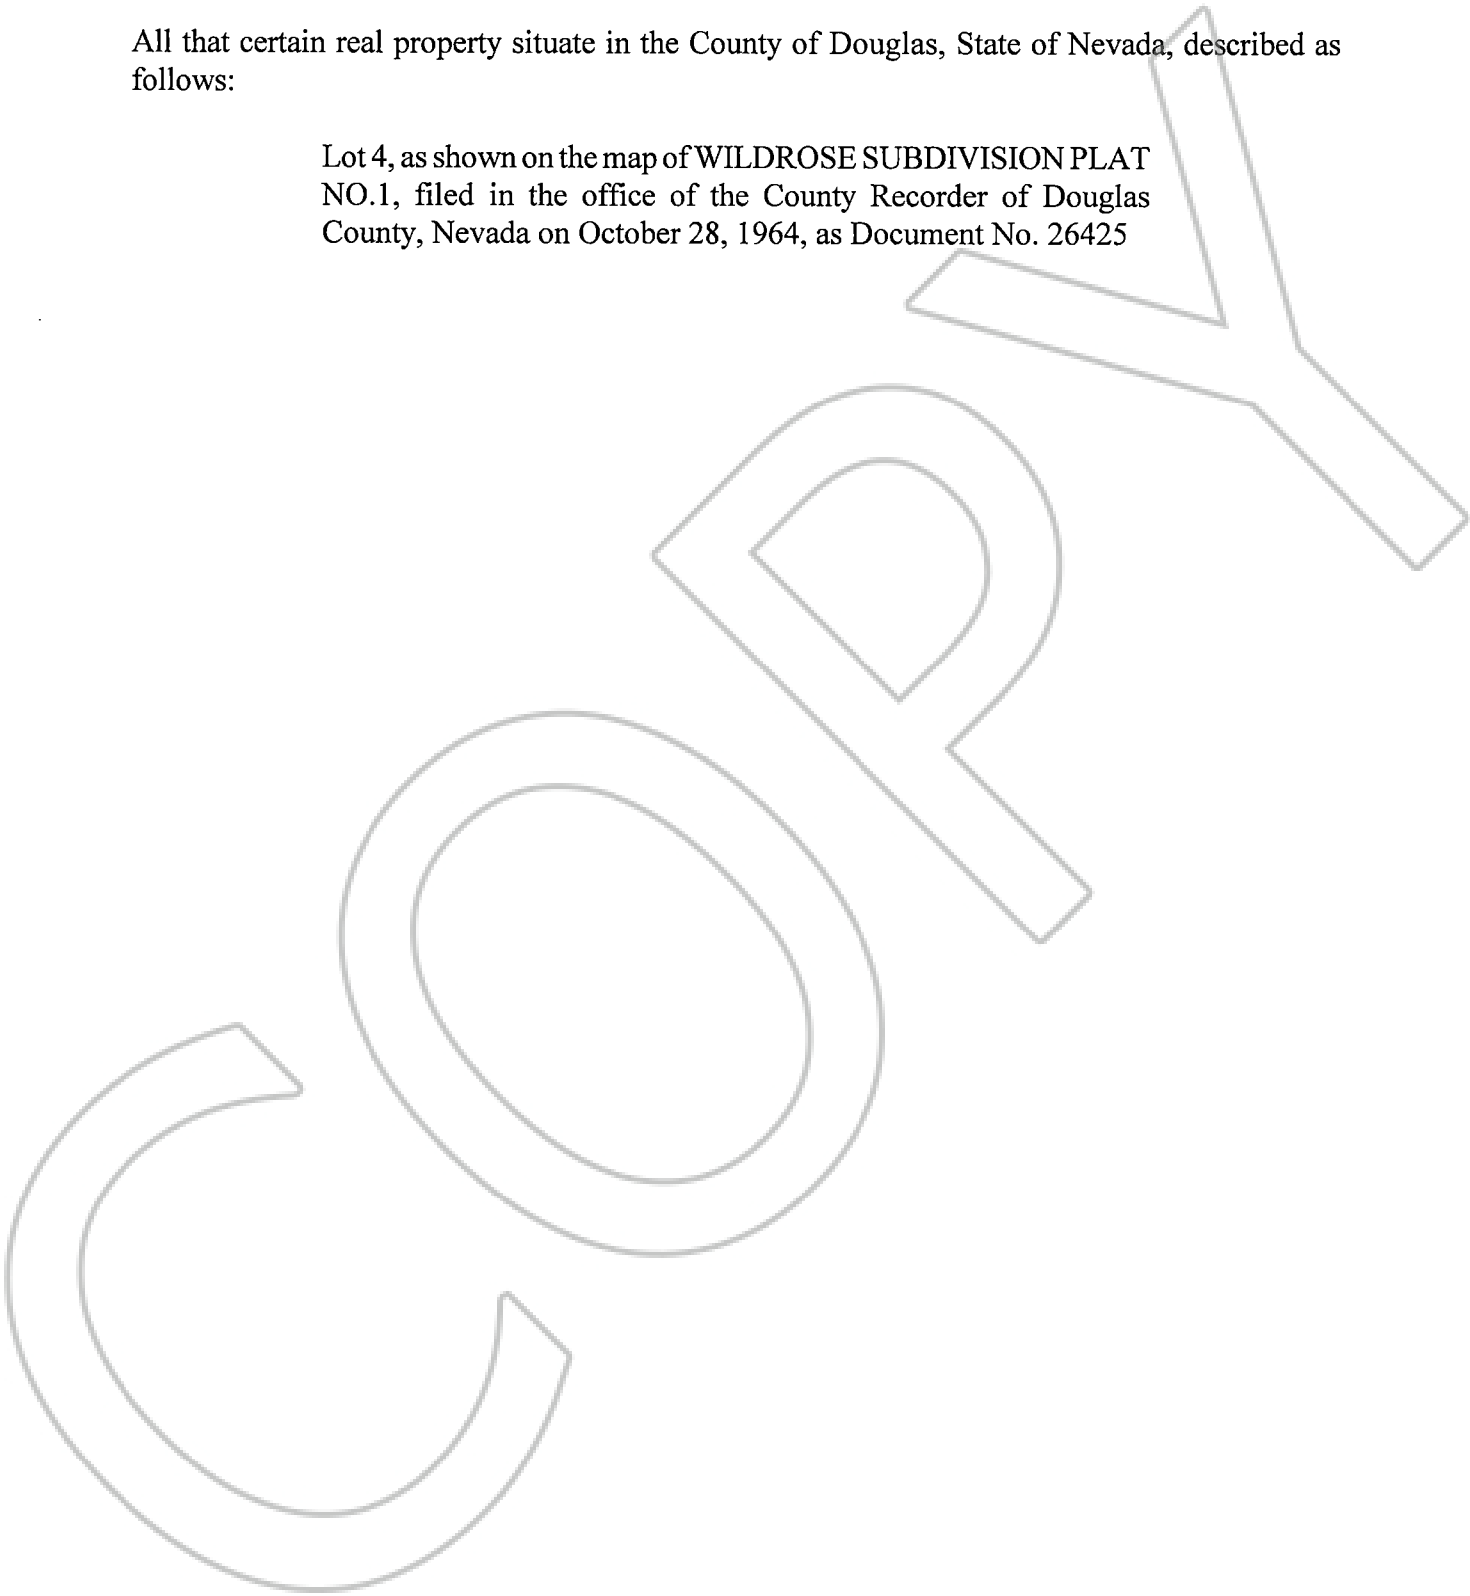 All that certain real property situate in the County of Douglas, State of Nevada, described as
follows:
Lot 4, as shown on the map of WILDROSE SUBDIVISION PLAT
NO.1, filed in the office of the County Recorder of Douglas
County, Nevada on October 28, 1964, as Document No. 26425
COPY